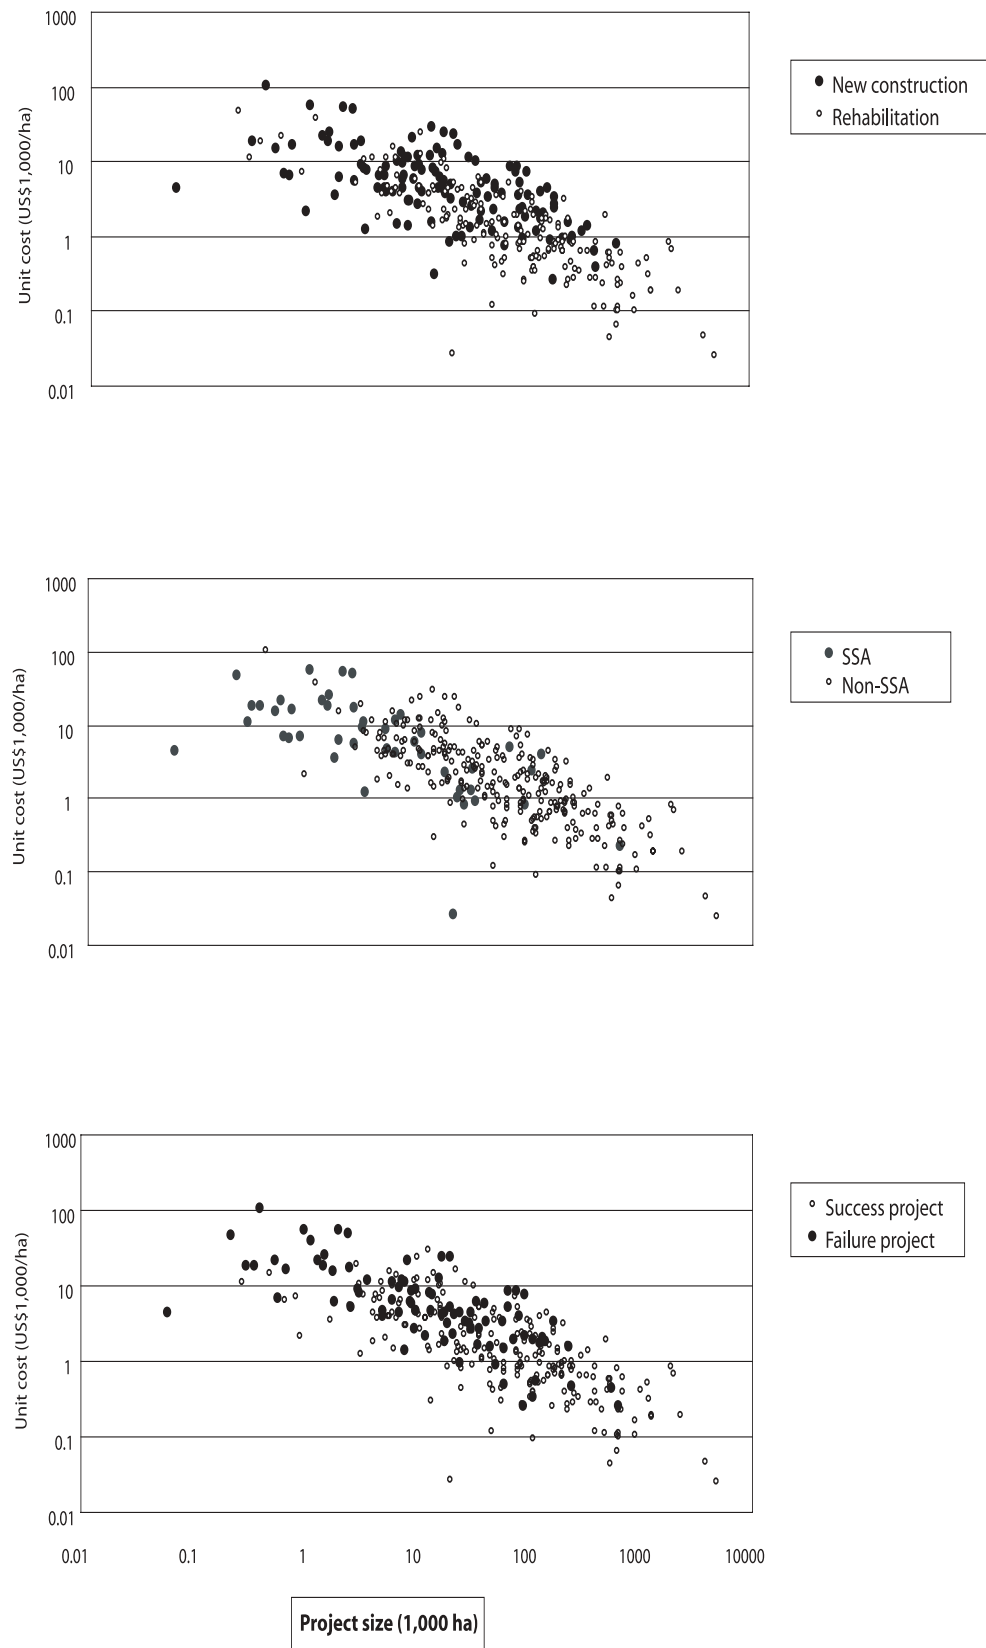 1000
100
10
1
0.1
0.01
Unit cost (US$1,000/ha)
New construction
Rehabilitation
1000
100
10
1
0.1
0.01
Unit cost (US$1,000/ha)
SSA
Non-SSA
1000
100
10
1
0.1
0.01
Unit cost (US$1,000/ha)
Success project
Failure project
0.01 0.1 1 10 100 1000 10000
Project size (1,000 ha)